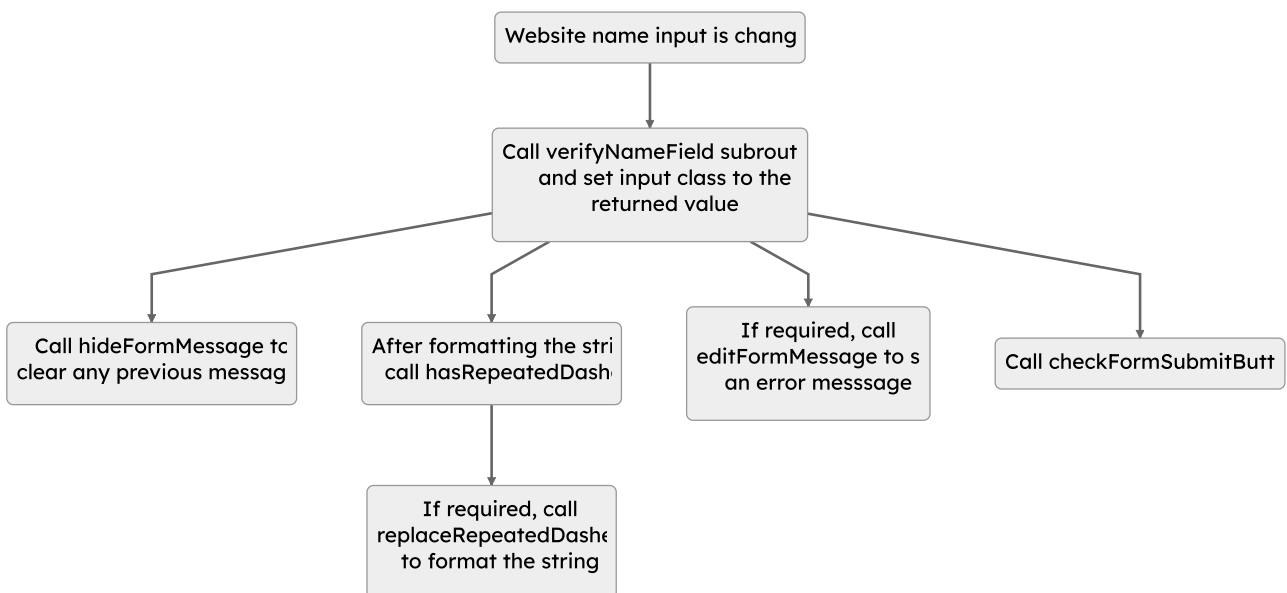 Website name input is chang
Call verifyNameField subrout
and set input class to the
returned value
Call hideFormMessage to
clear any previous messag
After formatting the stri
call hasRepeatedDash
If required, call
editFormMessage to s
an error messsage
Call checkFormSubmitButt
If required, call
replaceRepeatedDashe
to format the string